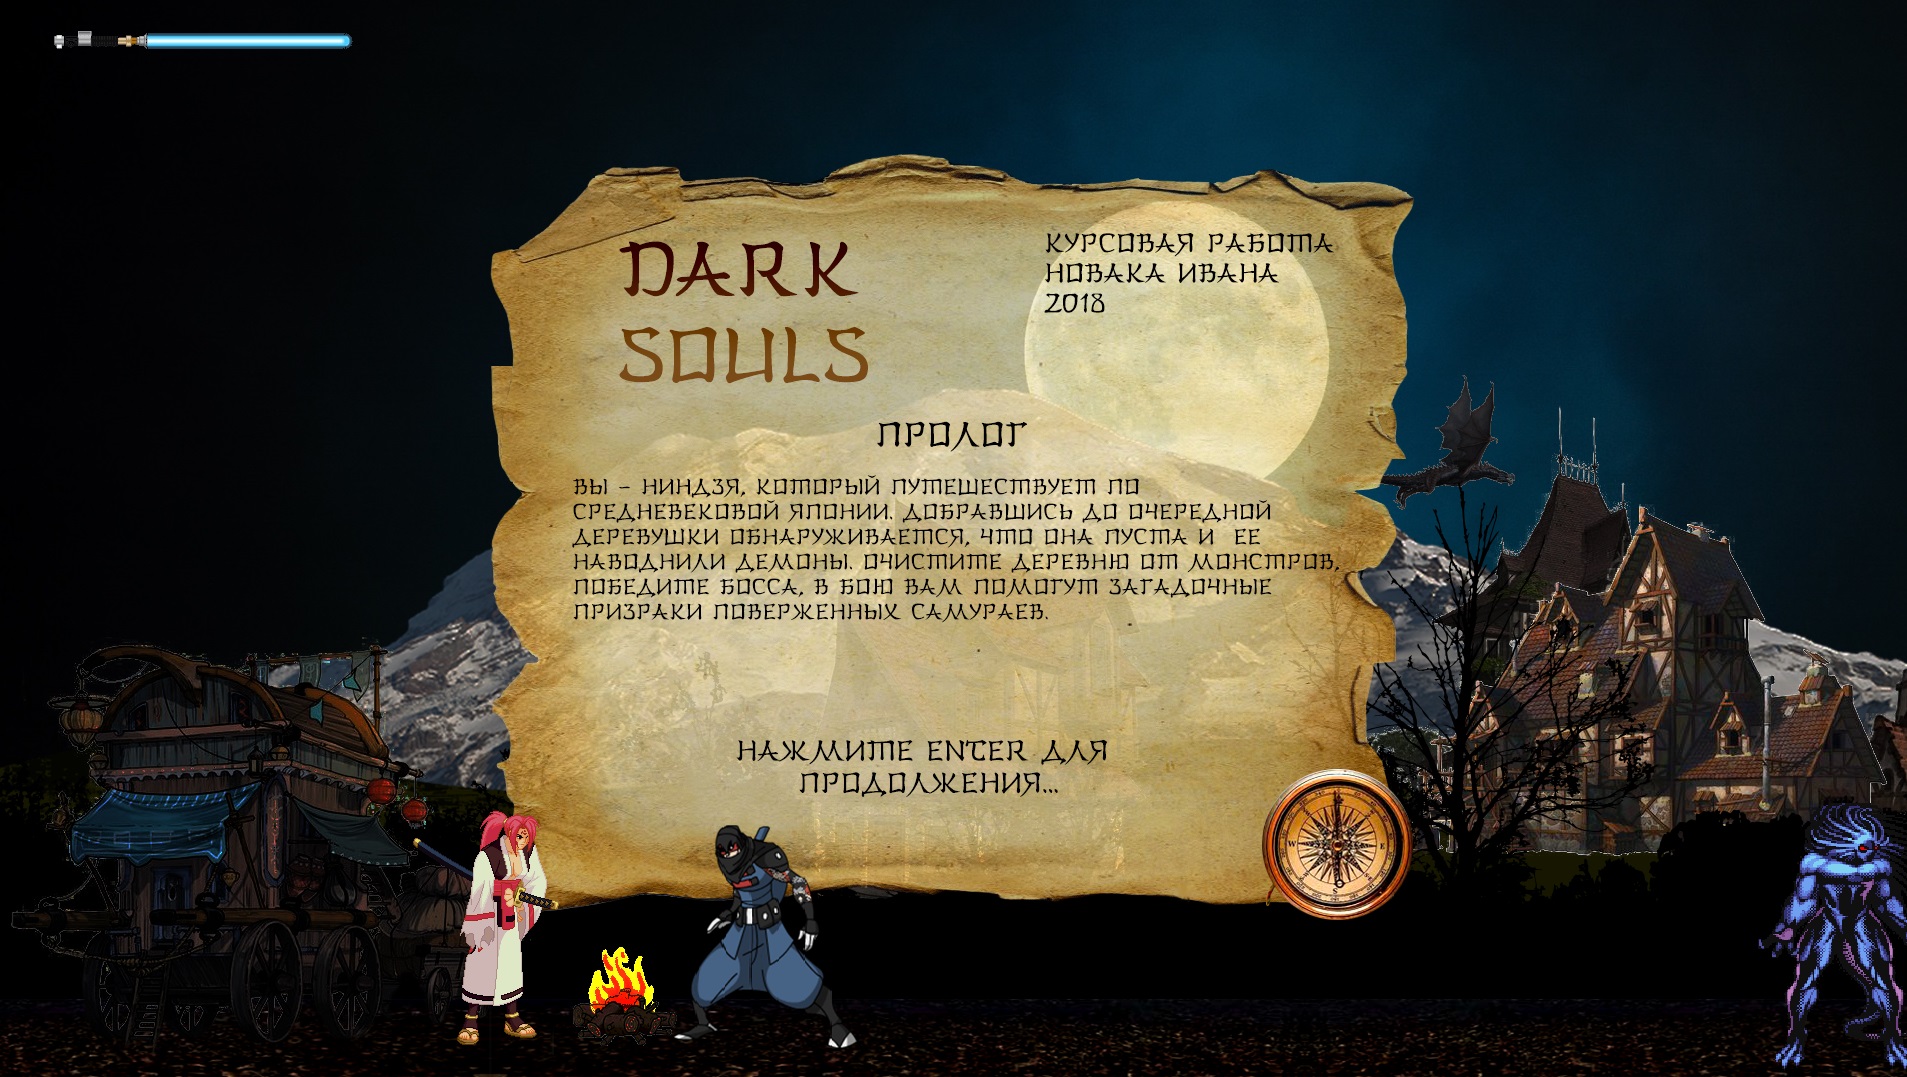 DARK
SOULS
КУРСОВАЯ РАБОТА
НОВАКА ИВАНА
2018
ПРОЛОГ
ВЫ - НИНДЗЯ, КОТОРЫЙ ПУТЕШЕСТВУЕТ ПО
СРЕДНЕВЕКОВОЙ ЯПОНИИ. ДОБРАВШИСЬ ДО ОЧЕРЕДНОЙ
ДЕРЕВУШКИ ОБНАРУЖИВАЕТСЯ, ЧТО ОНА ПУСТА И ЕЕ
НАВОДНИЛИ ДЕМОНЫ. ОЧИСТИТЕ ДЕРЕВНЮ ОТ МОНСТРОВ,
ПОБЕДИТЕ БОССА, В БОЮ ВАМ ПОМОГУТ ЗАГАДОЧНЫЕ
ПРИЗРАКИ ПОВЕРЖЕННЫХ САМУРАЕВ.
НАЖМИТЕ ENTER ДЛЯ
ПРОДОЛЖЕНИЯ...
W E
S